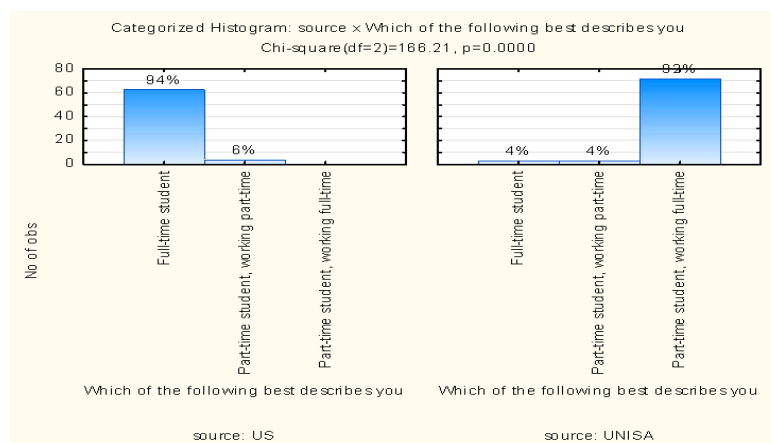 Categorized Histogram: source x Which of the following best describes you
Chi-square(df=2)=166.21, p=0.0000
80
60
40
20
0
94%
6%
4%
4%
No of obs
Full-time student
Part-time student, working part-time
Part-time student, working full-time
Full-time student
Part-time student, working part-time
Part-time student, working full-time
Which of the following best describes you
Which of the following best describes you
source: US
source: UNISA